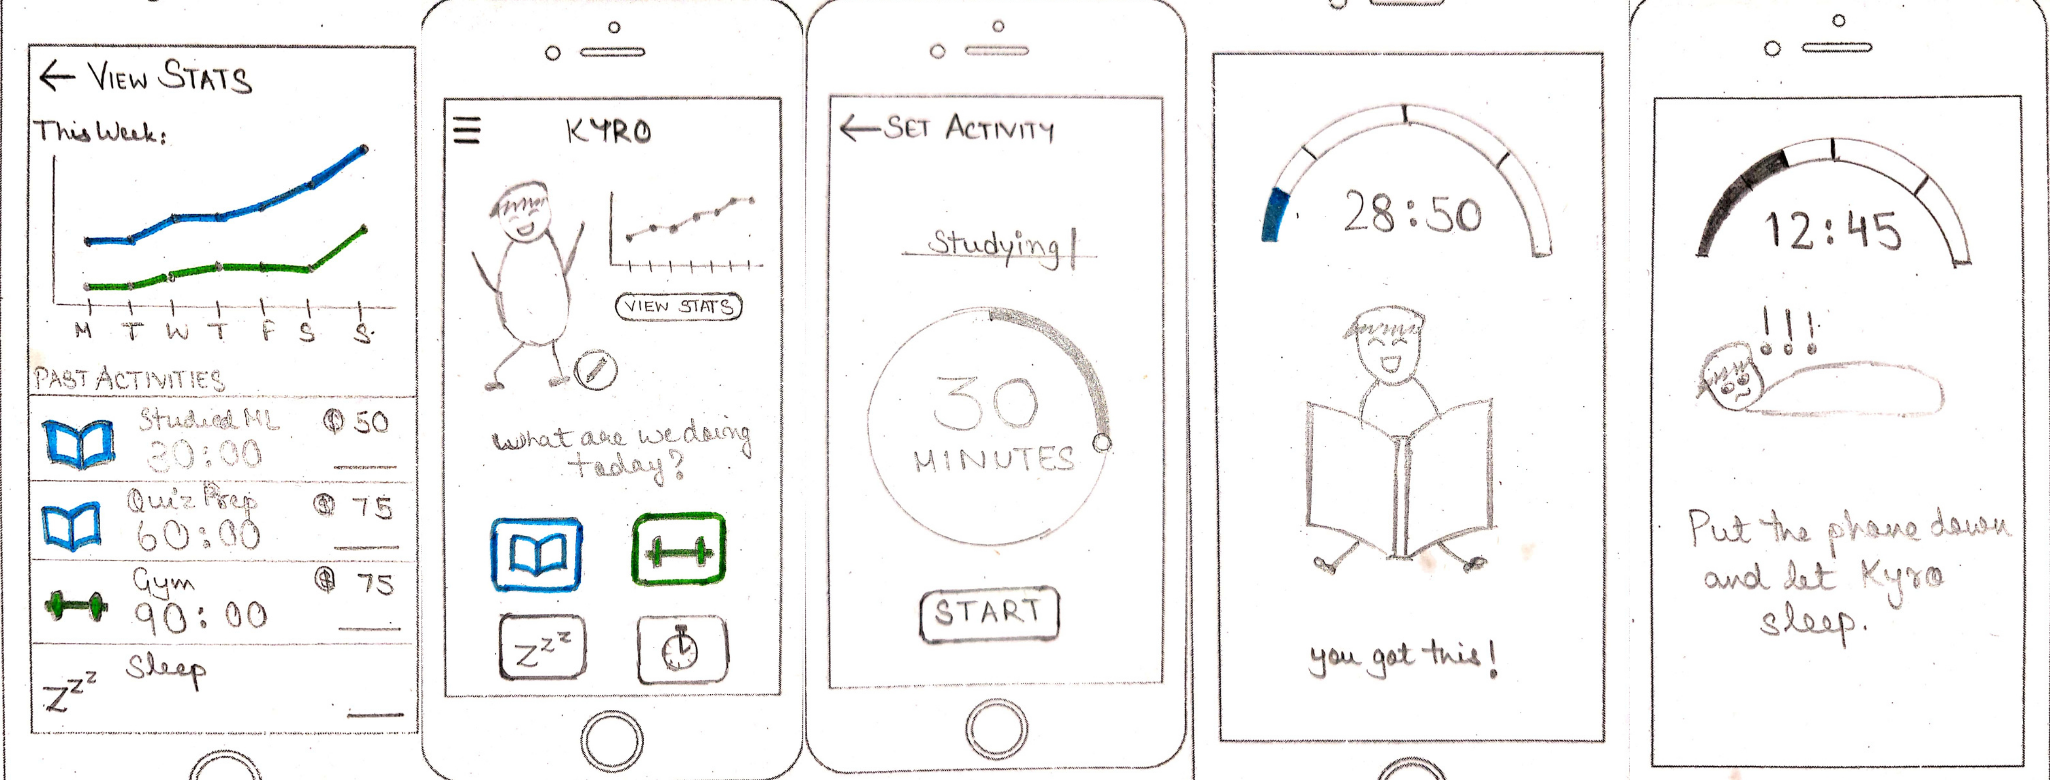 ← VIEW STATS
This Week:
M T W T F S S
PAST ACTIVITIES
Studied ML $ 50
30:00
Quiz Prep $ 75
60:00
Gym $ 75
90:00
Sleep
zzz
KYRO
VIEW STATS
What are we doing
today?
zzz
← SET ACTIVITY
Studying
30
MINUTES
START
28:50
you got this!
12:45
!!!
Put the phone down
and let Kyro
sleep.